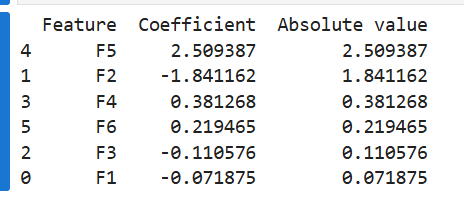 Feature Coefficient Absolute value
4 F5 2.509387 2.509387
1 F2 -1.841162 1.841162
3 F4 0.381268 0.381268
5 F6 0.219465 0.219465
2 F3 -0.110576 0.110576
0 F1 -0.071875 0.071875